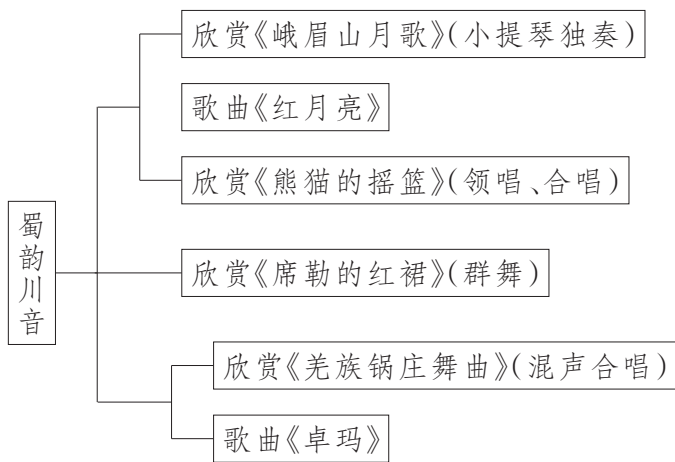 欣赏《峨眉山月歌》(小提琴独奏)
歌曲《红月亮》
欣赏《熊猫的摇篮》(领唱、合唱)
蜀韵川音
欣赏《席勒的红裙》(群舞)
欣赏《羌族锅庄舞曲》(混声合唱)
歌曲《卓玛》